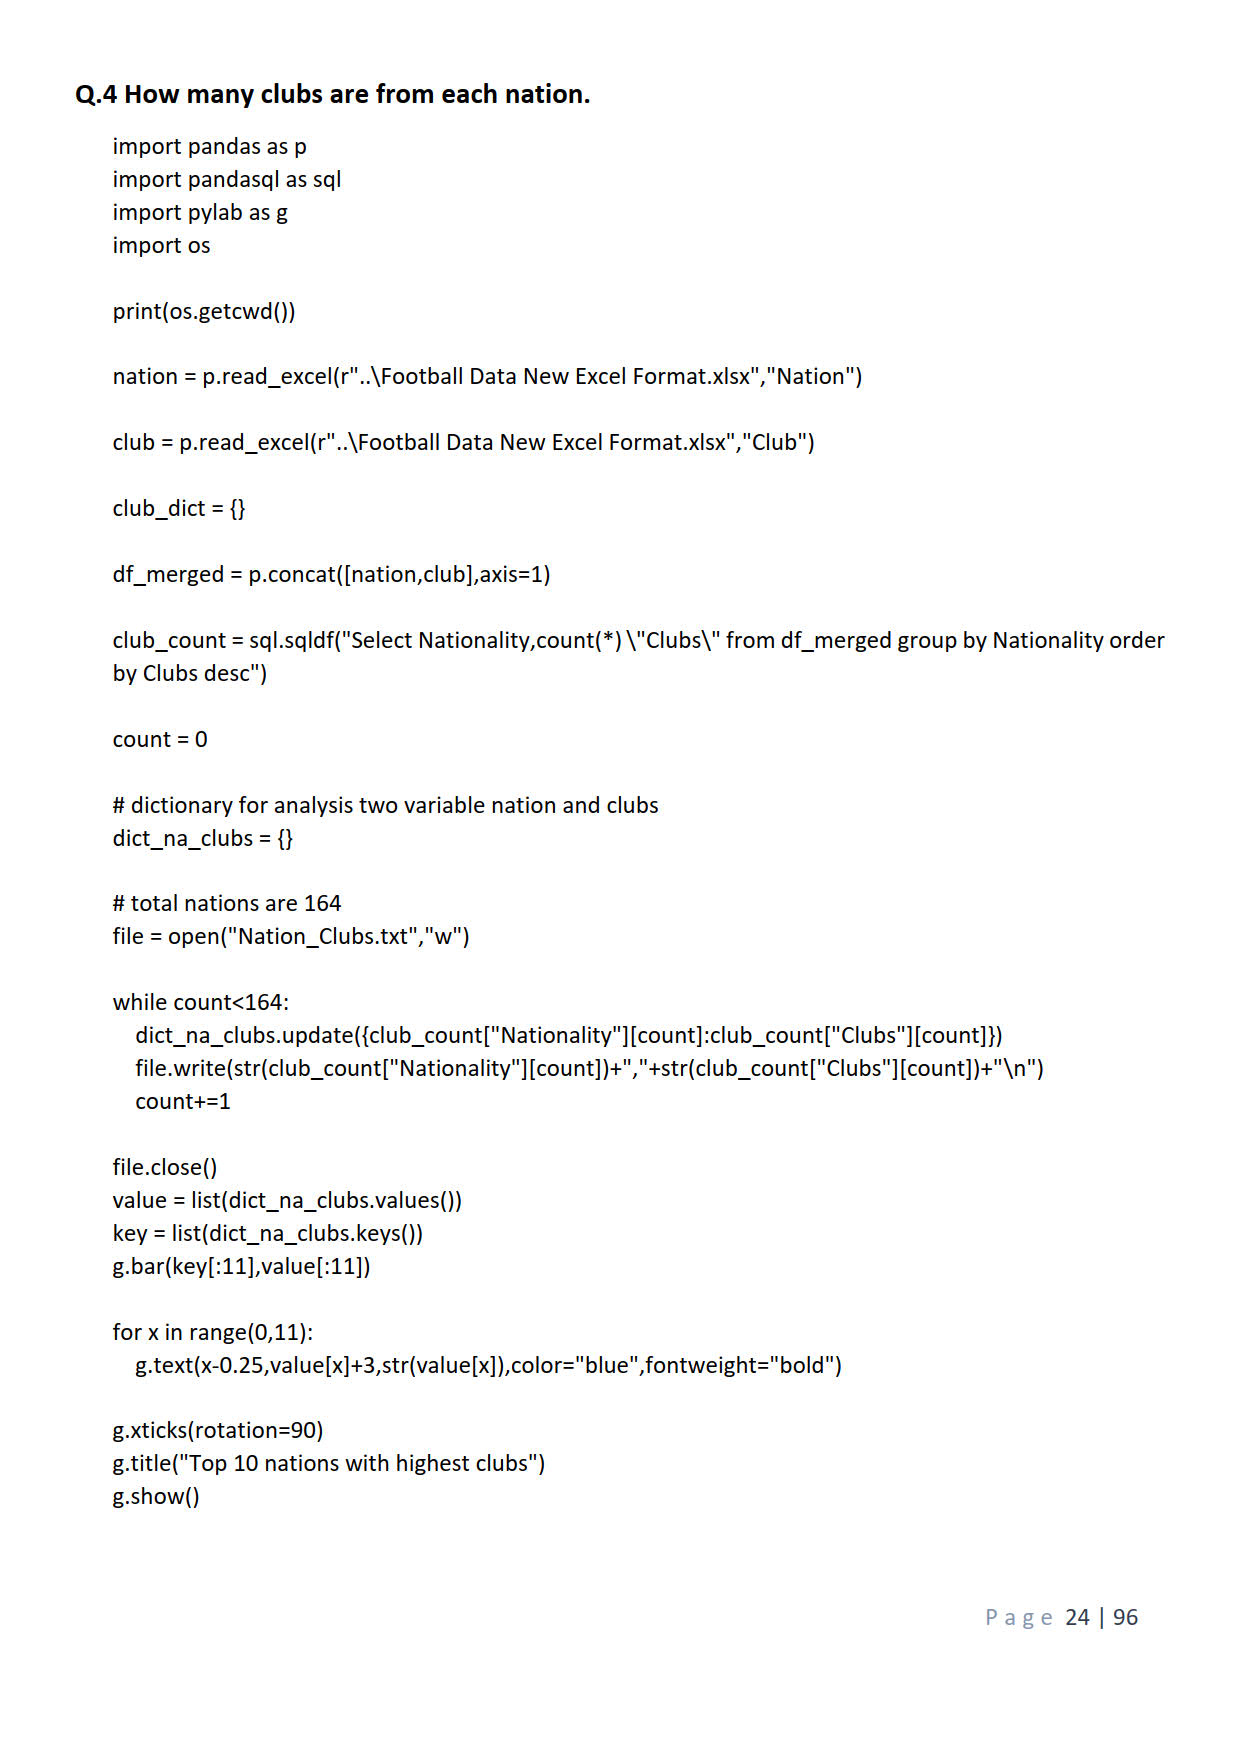 Q.4 How many clubs are from each nation.
import pandas as p
import pandasql as sql
import pylab as g
import os
print(os.getcwd())
nation = p.read_excel(r"..\Football Data New Excel Format.xlsx","Nation")
club = p.read_excel(r"..\Football Data New Excel Format.xlsx","Club")
club_dict = {}
df_merged = p.concat([nation,club],axis=1)
club_count = sql.sqldf("Select Nationality,count(*) \"Clubs\" from df_merged group by Nationality order
by Clubs desc")
count = 0
# dictionary for analysis two variable nation and clubs
dict_na_clubs = {}
# total nations are 164
file = open("Nation_Clubs.txt","w")
while count<164:
    dict_na_clubs.update({club_count["Nationality"][count]:club_count["Clubs"][count]})
    file.write(str(club_count["Nationality"][count])+","+str(club_count["Clubs"][count])+"\n")
    count+=1
file.close()
value = list(dict_na_clubs.values())
key = list(dict_na_clubs.keys())
g.bar(key[:11],value[:11])
for x in range(0,11):
    g.text(x-0.25,value[x]+3,str(value[x]),color="blue",fontweight="bold")
g.xticks(rotation=90)
g.title("Top 10 nations with highest clubs")
g.show()
Page 24 | 96